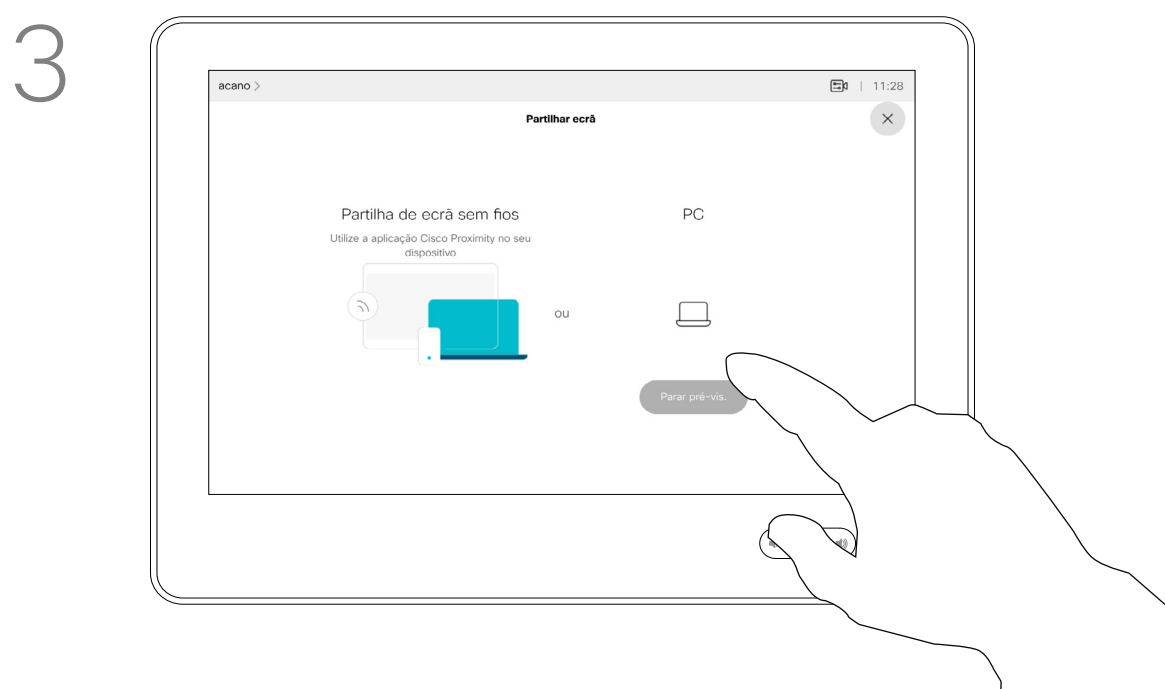 3
acano >
11:28
Partilhar ecrã
Partilha de ecrã sem fios
Utilize a aplicação Cisco Proximity no seu
dispositivo
ou
PC
Parar pré-vis.